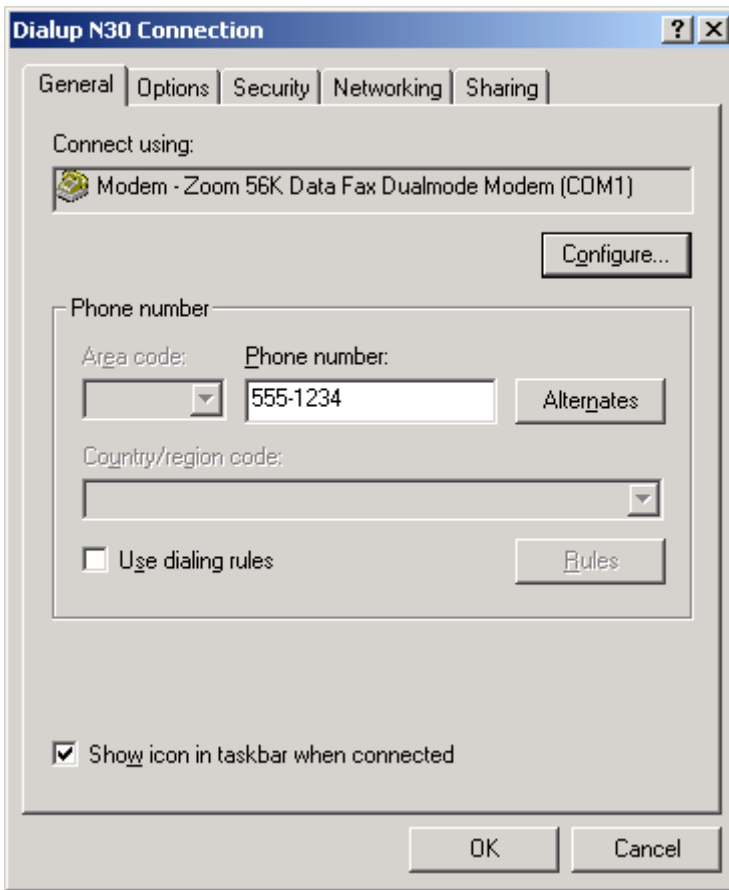 Dialup N30 Connection
General Options Security Networking Sharing
Connect using:
Modem - Zoom 56K Data Fax Dualmode Modem (COM1)
Configure...
Phone number
Area code: Phone number:
555-1234 Alternates
Country/region code:
Use dialing rules Rules
Show icon in taskbar when connected
OK Cancel